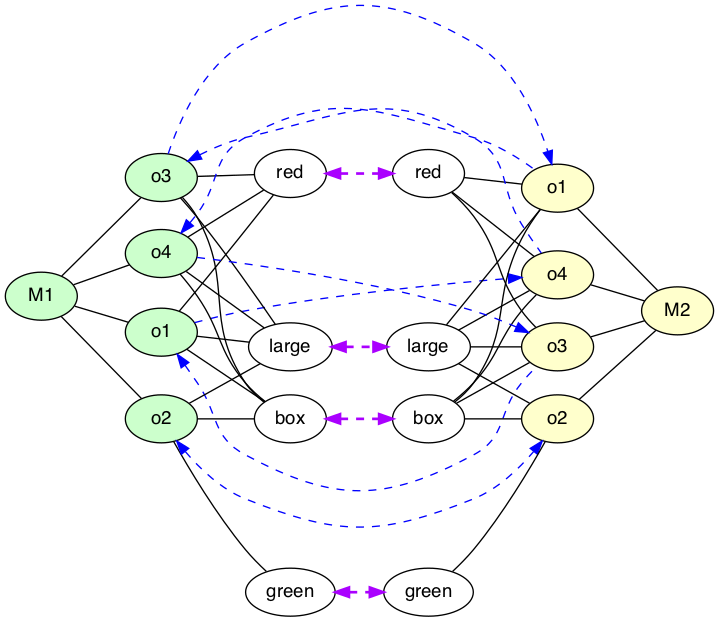 o3
red
red
o1
o4
o4
M1
M2
o1
large
large
o3
o2
box
box
o2
green
green